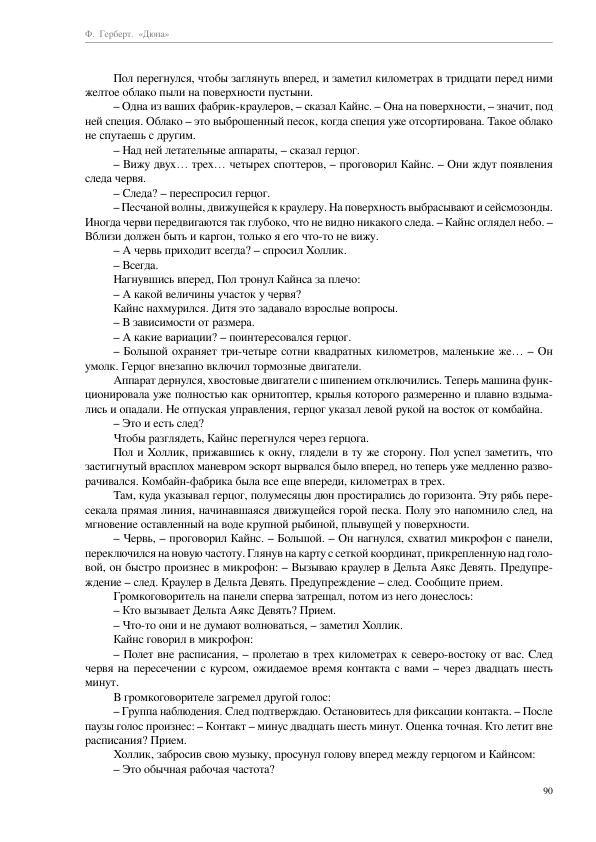 Ф. Герберт. «Дюна»
Пол перегнулся, чтобы заглянуть вперед, и заметил километрах в тридцати перед ними
желтое облако пыли на поверхности пустыни.
– Одна из ваших фабрик-краулеров, – сказал Кайнс. – Она на поверхности, – значит, под
ней специя. Облако – это выброшенный песок, когда специя уже отсортирована. Такое облако
не спутаешь с другим.
– Над ней летательные аппараты, – сказал герцог.
– Вижу двух… трех… четырех споттеров, – проговорил Кайнс. – Они ждут появления
следа червя.
– Следа? – переспросил герцог.
– Песчаной волны, движущейся к краулеру. На поверхность выбрасывают и сейсмозонды.
Иногда черви передвигаются так глубоко, что не видно никакого следа. – Кайнс оглядел небо. –
Вблизи должен быть и каргон, только я его что-то не вижу.
– А червь приходит всегда? – спросил Холлик.
– Всегда.
Нагнувшись вперед, Пол тронул Кайнса за плечо:
– А какой величины участок у червя?
Кайнс нахмурился. Дитя это задавало взрослые вопросы.
– В зависимости от размера.
– А какие вариации? – поинтересовался герцог.
– Большой охраняет три-четыре сотни квадратных километров, маленькие же… – Он
умолк. Герцог внезапно включил тормозные двигатели.
Аппарат дернулся, хвостовые двигатели с шипением отключились. Теперь машина функ-
ционировала уже полностью как орнитоптер, крылья которого размеренно и плавно вздыма-
лись и опадали. Не отпуская управления, герцог указал левой рукой на восток от комбайна.
– Это и есть след?
Чтобы разглядеть, Кайнс перегнулся через герцога.
Пол и Холлик, прижавшись к окну, глядели в ту же сторону. Пол успел заметить, что
застигнутый врасплох маневром эскорт вырвался было вперед, но теперь уже медленно разво-
рачивался. Комбайн-фабрика была все еще впереди, километрах в трех.
Там, куда указывал герцог, полумесяцы дюн простирались до горизонта. Эту рябь пере-
секала прямая линия, начинавшаяся движущейся горой песка. Полу это напомнило след, на
мгновение оставленный на воде крупной рыбиной, плывущей у поверхности.
– Червь, – проговорил Кайнс. – Большой. – Он нагнулся, схватил микрофон с панели,
переключился на новую частоту. Глянув на карту с сеткой координат, прикрепленную над голо-
вой, он быстро произнес в микрофон: – Вызываю краулер в Дельта Аякс Девять. Предупре-
ждение – след. Краулер в Дельта Девять. Предупреждение – след. Сообщите прием.
Громкоговоритель на панели сперва затрещал, потом из него донеслось:
– Кто вызывает Дельта Аякс Девять? Прием.
– Что-то они и не думают волноваться, – заметил Холлик.
Кайнс говорил в микрофон:
– Полет вне расписания, – пролетаю в трех километрах к северо-востоку от вас. След
червя на пересечении с курсом, ожидаемое время контакта с вами – через двадцать шесть
минут.
В громкоговорителе загремел другой голос:
– Группа наблюдения. След подтверждаю. Остановитесь для фиксации контакта. – После
паузы голос произнес: – Контакт – минус двадцать шесть минут. Оценка точная. Кто летит вне
расписания? Прием.
Холлик, забросив свою музыку, просунул голову вперед между герцогом и Кайнсом:
– Это обычная рабочая частота?
90